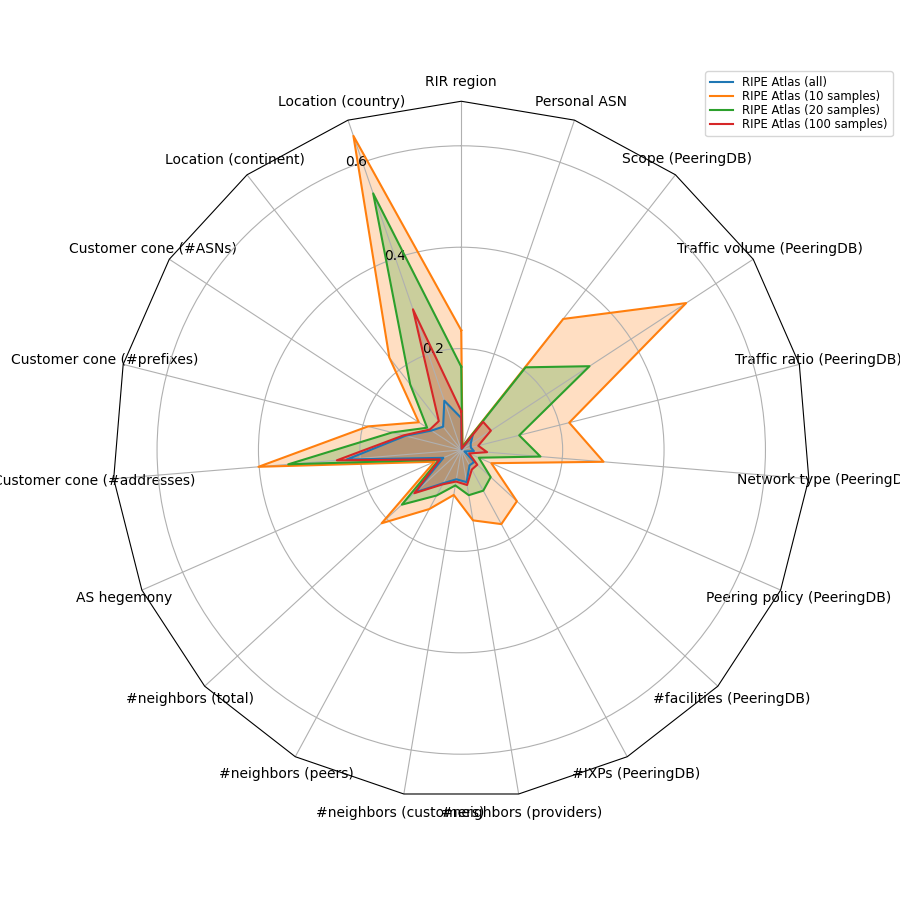 RIPE Atlas (all)
RIPE Atlas (10 samples)
RIPE Atlas (20 samples)
RIPE Atlas (100 samples)
RIR region
Location (country)
Personal ASN
Location (continent)
Scope (PeeringDB)
0.6
Customer cone (#ASNs)
Traffic volume (PeeringDB)
0.4
0.2
Customer cone (#prefixes)
Traffic ratio (PeeringDB)
Customer cone (#addresses)
Network type (PeeringD
AS hegemony
Peering policy (PeeringDB)
#neighbors (total)
#facilities (PeeringDB)
#neighbors (peers)
#IXPs (PeeringDB)
#neighbors (customers)
#neighbors (providers)